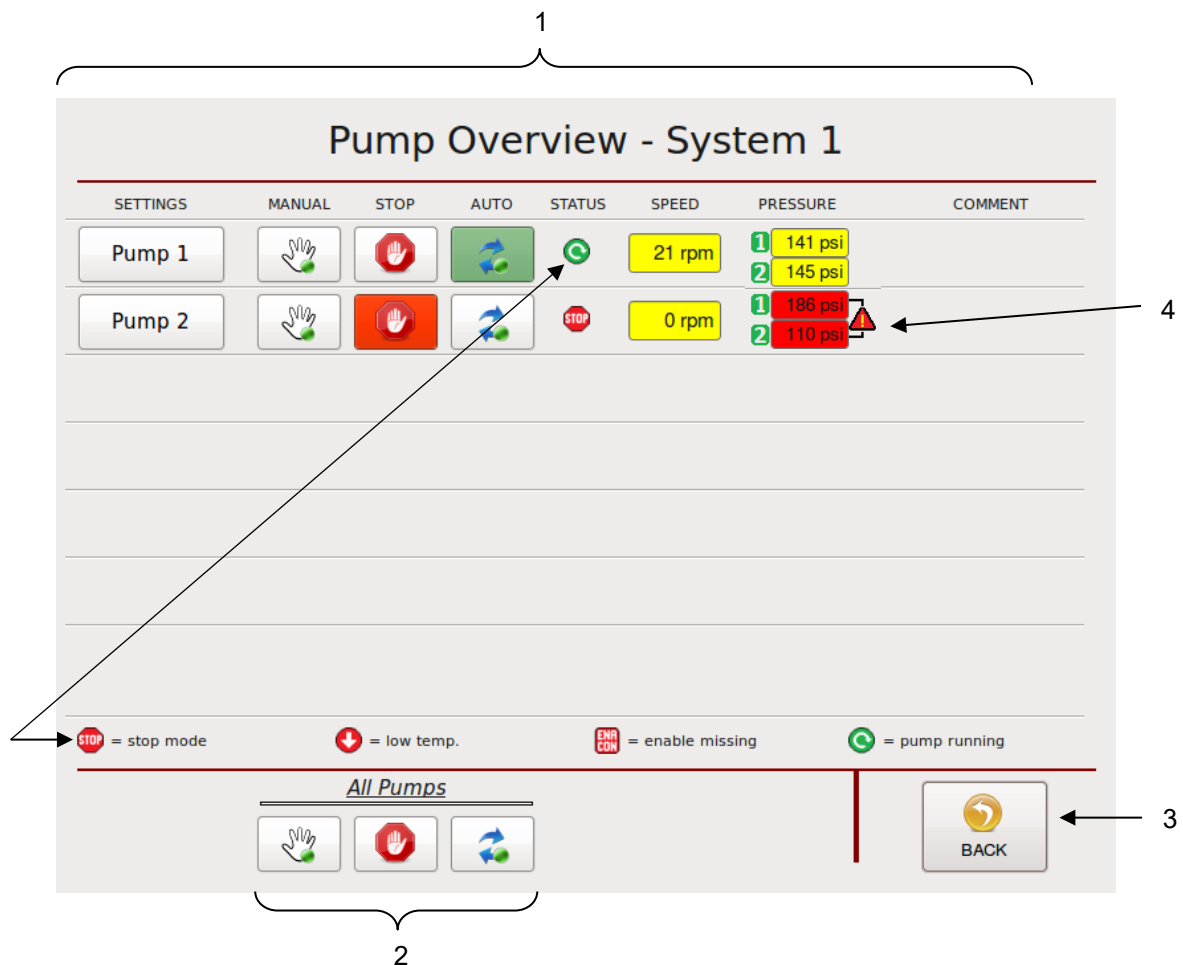 1
Pump Overview - System 1
SETTINGS MANUAL STOP AUTO STATUS SPEED PRESSURE COMMENT
Pump 1 21 rpm 1 141 psi
2 145 psi
Pump 2 STOP 0 rpm 1 186 psi
2 110 psi
4
STOP = stop mode = low temp. ENA CON = enable missing = pump running
All Pumps
3
BACK
2